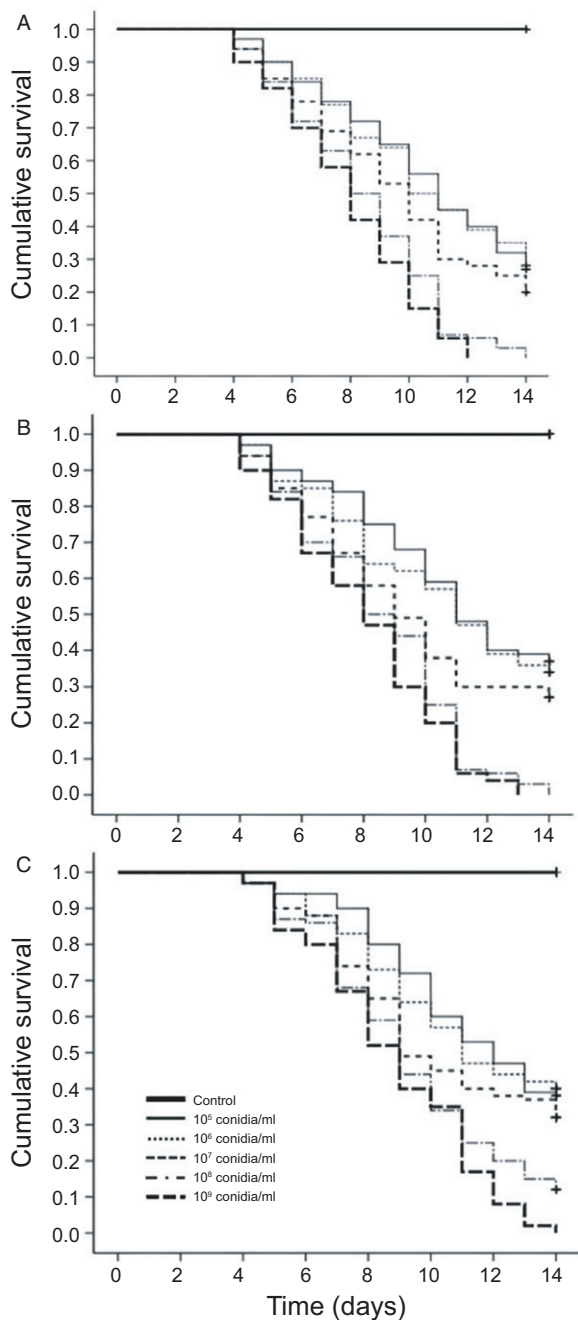 A
1.0
0.9
0.8
0.7
0.6
0.5
0.4
0.3
0.2
0.1
0.0
Cumulative survival
0 2 4 6 8 10 12 14
B
1.0
0.9
0.8
0.7
0.6
0.5
0.4
0.3
0.2
0.1
0.0
Cumulative survival
0 2 4 6 8 10 12 14
C
1.0
0.9
0.8
0.7
0.6
0.5
0.4
0.3
0.2
0.1
0.0
Cumulative survival
Control
10⁵ conidia/ml
10⁶ conidia/ml
10⁷ conidia/ml
10⁸ conidia/ml
10⁹ conidia/ml
0 2 4 6 8 10 12 14
Time (days)